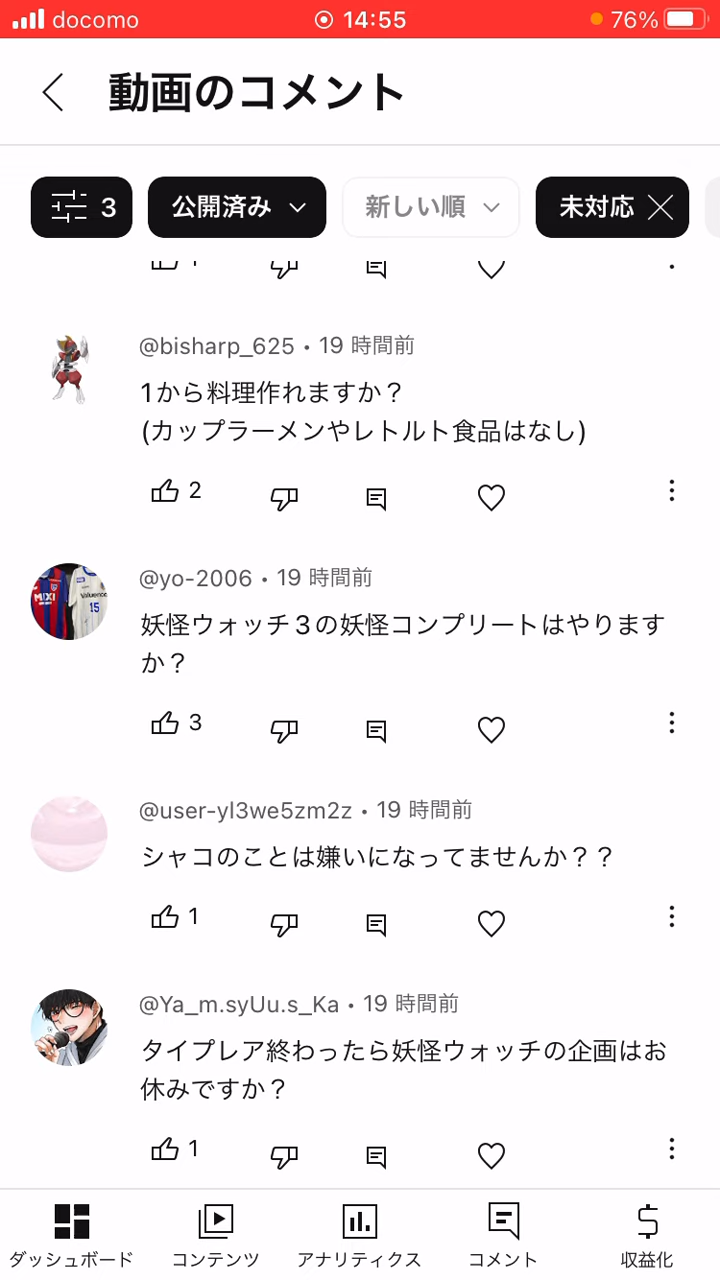 docomo 14:55 76%
動画のコメント
3 公開済み 新しい順 未対応
@bisharp_625 • 19 時間前
1から料理作れますか？
(カップラーメンやレトルト食品はなし)
2
@yo-2006 • 19 時間前
妖怪ウォッチ３の妖怪コンプリートはやります
か？
3
@user-yl3we5zm2z • 19 時間前
シャコのことは嫌いになってませんか？？
1
@Ya_m.syUu.s_Ka • 19 時間前
タイプレア終わったら妖怪ウォッチの企画はお
休みですか？
1
ダッシュボード コンテンツ アナリティクス コメント 収益化